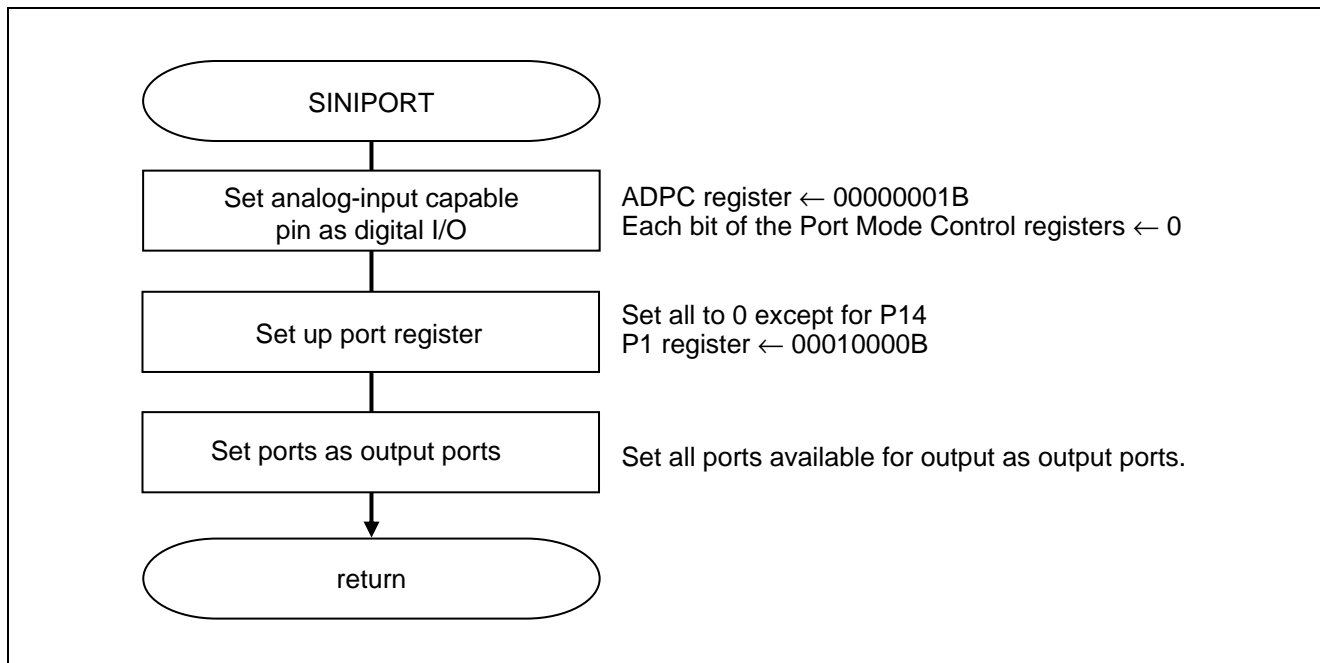 SINIPORT
Set analog-input capable
pin as digital I/O
ADPC register ← 00000001B
Each bit of the Port Mode Control registers ← 0
Set up port register
Set all to 0 except for P14
P1 register ← 00010000B
Set ports as output ports
Set all ports available for output as output ports.
return